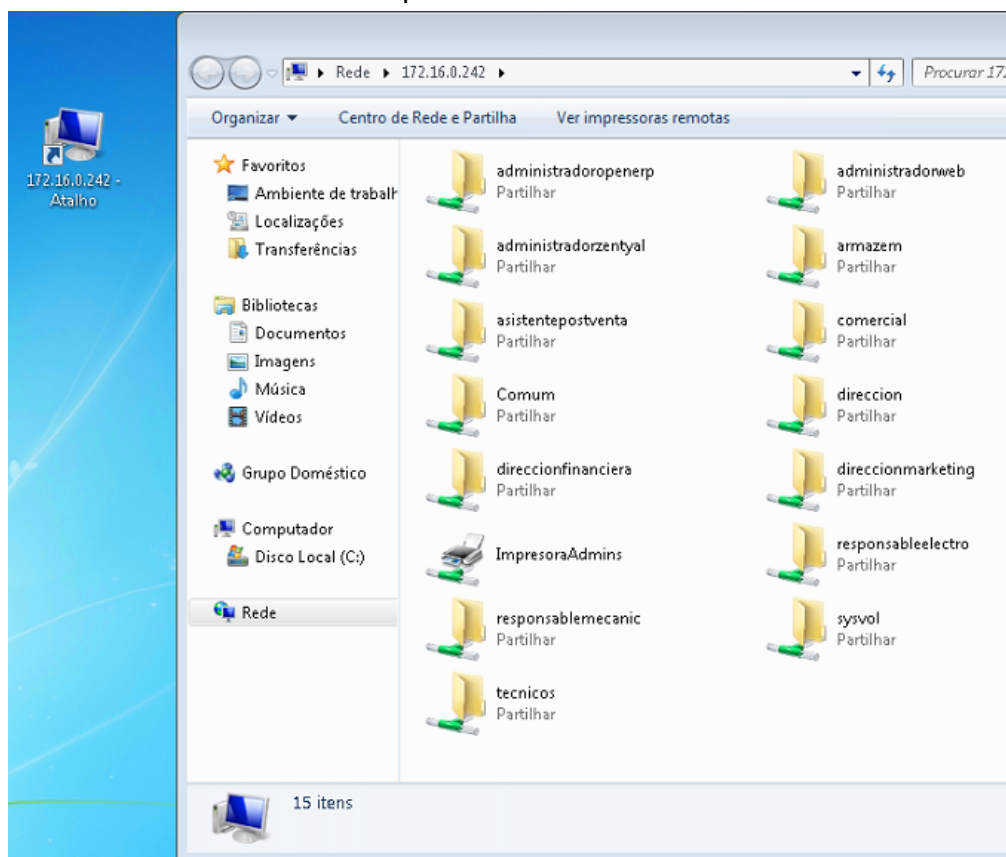 Rede ▸ 172.16.0.242 ▸
Procurar 172
Organizar
Centro de Rede e Partilha
Ver impressoras remotas
172.16.0.242 -
Atalho
Favoritos
Ambiente de trabalh
Localizações
Transferências
Bibliotecas
Documentos
Imagens
Música
Vídeos
Grupo Doméstico
Computador
Disco Local (C:)
Rede
administradoropenerp
Partilhar
administradorweb
Partilhar
administradorzentyal
Partilhar
armazem
Partilhar
asistentepostventa
Partilhar
comercial
Partilhar
Comum
Partilhar
direccion
Partilhar
direccionfinanciera
Partilhar
direccionmarketing
Partilhar
ImpresoraAdmins
responsableelectro
Partilhar
responsablemecanic
Partilhar
sysvol
Partilhar
tecnicos
Partilhar
15 itens